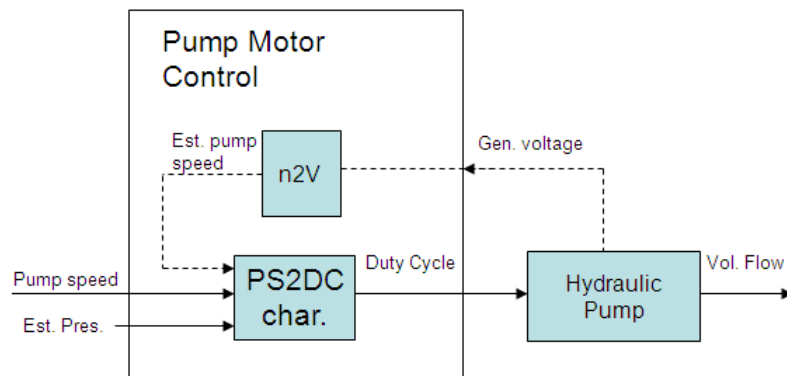 Pump Motor
Control
Est. pump
speed
n2V
Gen. voltage
Pump speed
Est. Pres.
PS2DC
char.
Duty Cycle
Hydraulic
Pump
Vol. Flow